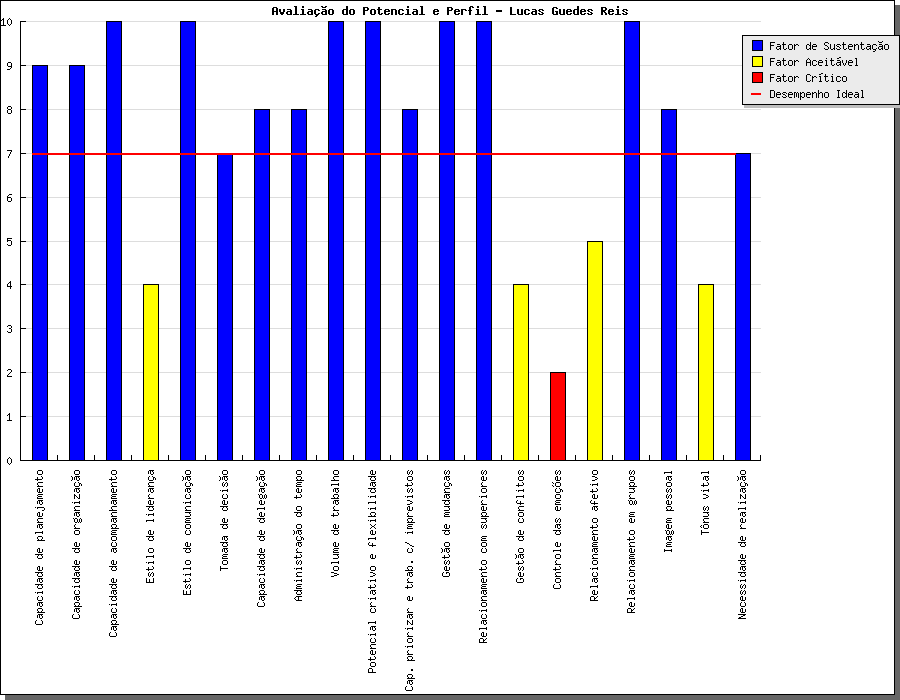 Avaliação do Potencial e Perfil - Lucas Guedes Reis
10
9
8
7
6
5
4
3
2
1
0
Fator de Sustentação
Fator Aceitável
Fator Crítico
Desempenho Ideal
Capacidade de planejamento
Capacidade de organização
Capacidade de acompanhamento
Estilo de liderança
Estilo de comunicação
Tomada de decisão
Capacidade de delegação
Administração do tempo
Volume de trabalho
Potencial criativo e flexibilidade
Cap. priorizar e trab. c/ imprevistos
Gestão de mudanças
Relacionamento com superiores
Gestão de conflitos
Controle das emoções
Relacionamento afetivo
Relacionamento em grupos
Imagem pessoal
Tônus vital
Necessidade de realização